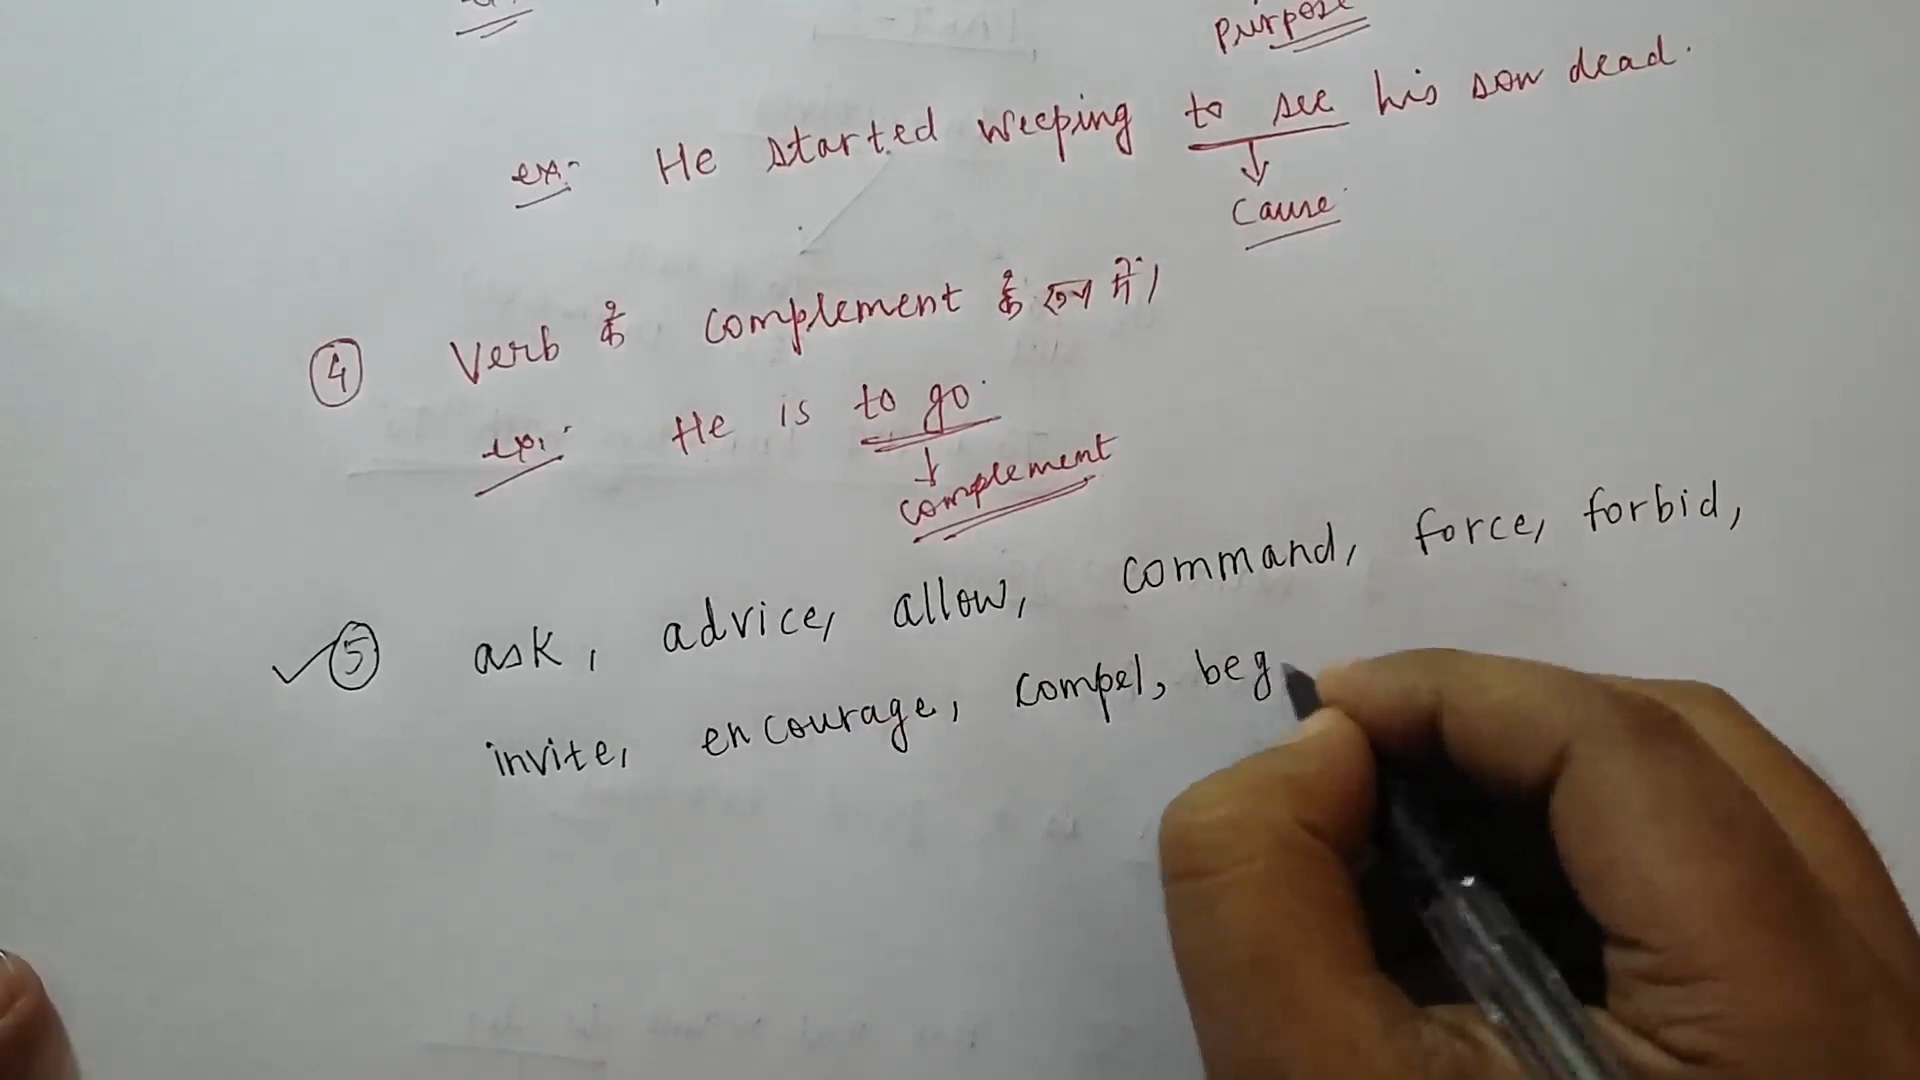 Purpose
ex:- He started weeping to see his son dead.
Cause
④ Verb के complement के रूप में।
ex:- He is to go.
complement
⑤ ask, advice, allow, command, force, forbid,
invite, encourage, compel, beg